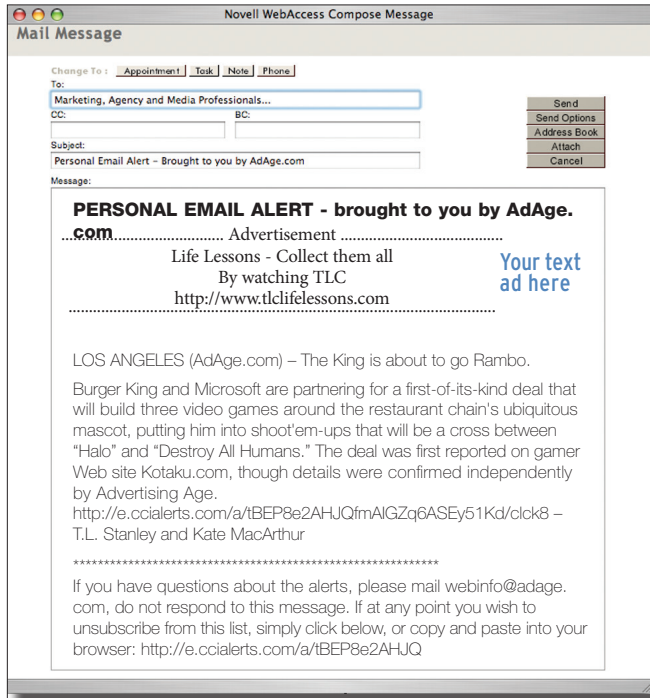 Novell WebAccess Compose Message
Mail Message
Change To : Appointment Task Note Phone
To:
Marketing, Agency and Media Professionals...
CC: BC:
Subject:
Personal Email Alert – Brought to you by AdAge.com
Send
Send Options
Address Book
Attach
Cancel
Message:
PERSONAL EMAIL ALERT - brought to you by AdAge.
com
............................ Advertisement ...................................
Life Lessons - Collect them all
By watching TLC
http://www.tlclifelessons.com
Your text
ad here
LOS ANGELES (AdAge.com) – The King is about to go Rambo.
Burger King and Microsoft are partnering for a first-of-its-kind deal that
will build three video games around the restaurant chain's ubiquitous
mascot, putting him into shoot'em-ups that will be a cross between
“Halo” and “Destroy All Humans.” The deal was first reported on gamer
Web site Kotaku.com, though details were confirmed independently
by Advertising Age.
http://e.ccialerts.com/a/tBEP8e2AHJQfmAlGZq6ASEy51Kd/clck8 –
T.L. Stanley and Kate MacArthur
************************************************************
If you have questions about the alerts, please mail webinfo@adage.
com, do not respond to this message. If at any point you wish to
unsubscribe from this list, simply click below, or copy and paste into your
browser: http://e.ccialerts.com/a/tBEP8e2AHJQ